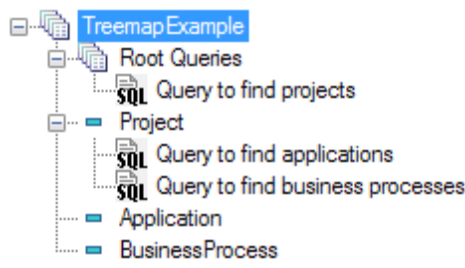 TreemapExample
Root Queries
SQL Query to find projects
Project
SQL Query to find applications
SQL Query to find business processes
Application
BusinessProcess